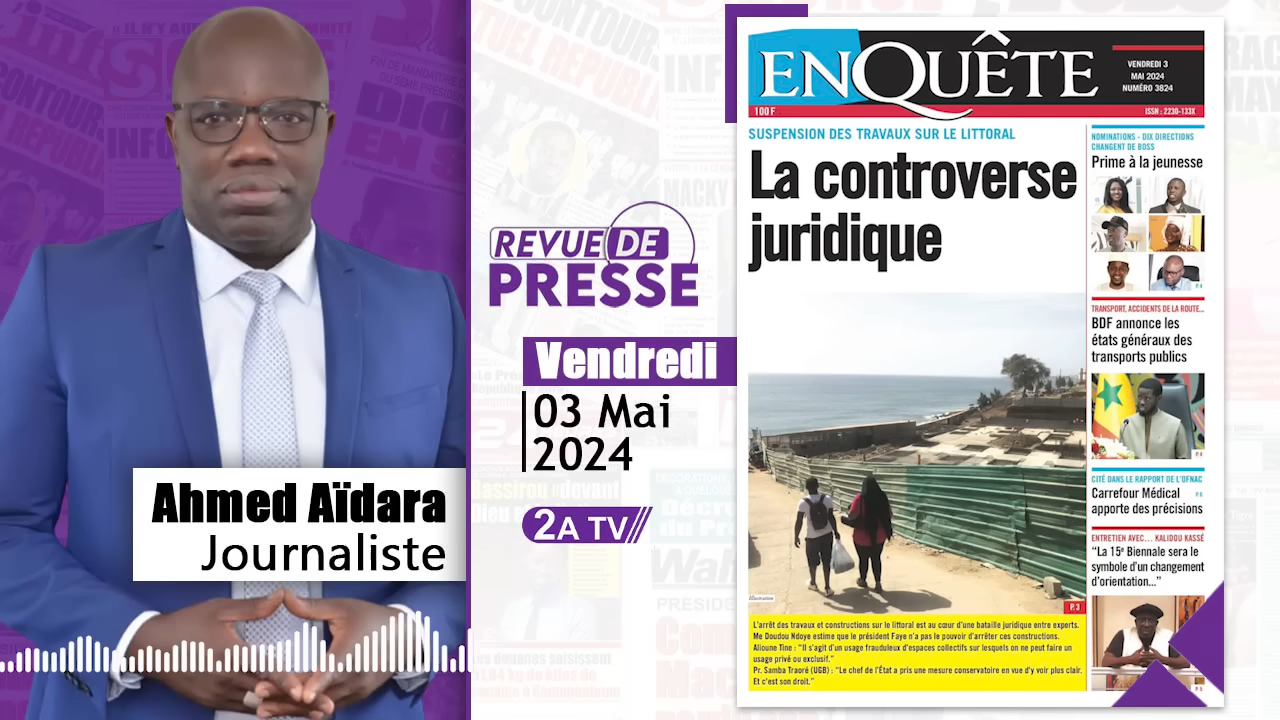 Ahmed Aïdara
Journaliste
REVUE DE
PRESSE
Vendredi
03 Mai
2024
2A TV
ENQUÊTE
VENDREDI 3
MAI 2024
NUMÉRO 3824
100 F
ISSN : 2230-133X
SUSPENSION DES TRAVAUX SUR LE LITTORAL
La controverse
juridique
P.3
L'arrêt des travaux et constructions sur le littoral est au cœur d'une bataille juridique entre experts.
Me Doudou Ndoye estime que le président Faye n'a pas le pouvoir d'arrêter ces constructions.
Alioune Tine : "Il s'agit d'un usage frauduleux d'espaces collectifs sur lesquels on ne peut faire un
usage privé ou exclusif."
Pr. Samba Traoré (UGB) : "Le chef de l'État a pris une mesure conservatoire en vue d'y voir plus clair.
Et c'est son droit."
NOMINATIONS - DIX DIRECTIONS
CHANGENT DE BOSS
Prime à la jeunesse
TRANSPORT, ACCIDENTS DE LA ROUTE...
BDF annonce les
états généraux des
transports publics
CITÉ DANS LE RAPPORT DE L'OFNAC
Carrefour Médical
apporte des précisions
ENTRETIEN AVEC... KALIDOU KASSÉ
"La 15e Biennale sera le
symbole d'un changement
d'orientation..."